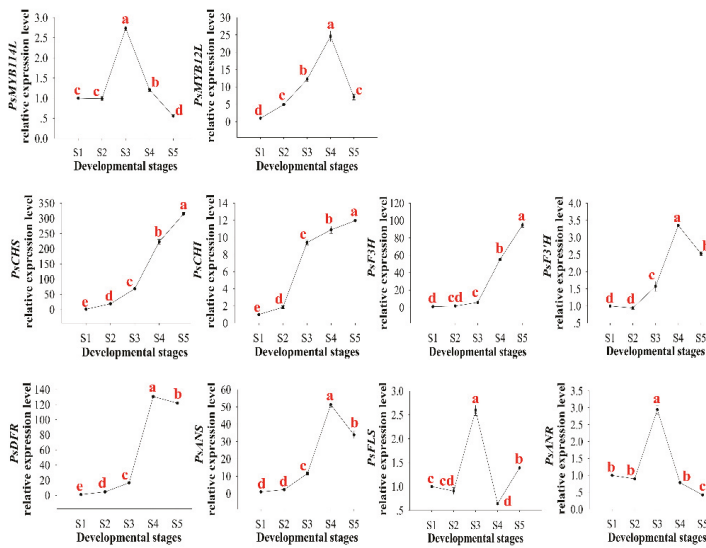 PsMYB114L
relative expression level
3.0
2.5
2.0
1.5
1.0
.5
0.0
a
c
c
b
d
S1 S2 S3 S4 S5
Developmental stages
PsMYB12L
relative expression level
30
25
20
15
10
5
0
a
b
c
d
c
S1 S2 S3 S4 S5
Developmental stages
PsCHS
relative expression level
350
300
250
200
150
100
50
0
a
b
c
d
e
S1 S2 S3 S4 S5
Developmental stages
PsCHI
relative expression level
14
12
10
8
6
4
2
0
a
b
c
d
e
S1 S2 S3 S4 S5
Developmental stages
PsF3H
relative expression level
120
100
80
60
40
20
0
a
b
c
d
cd
S1 S2 S3 S4 S5
Developmental stages
PsF3'H
relative expression level
4.0
3.5
3.0
2.5
2.0
1.5
1.0
.5
a
b
c
d
d
S1 S2 S3 S4 S5
Developmental stages
PsDFR
relative expression level
140
120
100
80
60
40
20
0
a
b
c
d
e
S1 S2 S3 S4 S5
Developmental stages
PsANS
relative expression level
60
50
40
30
20
10
0
a
b
c
d
d
S1 S2 S3 S4 S5
Developmental stages
PsFLS
relative expression level
3.0
2.5
2.0
1.5
1.0
.5
a
b
c
cd
d
S1 S2 S3 S4 S5
Developmental stages
PsANR
relative expression level
3.5
3.0
2.5
2.0
1.5
1.0
.5
0.0
a
b
b
b
c
S1 S2 S3 S4 S5
Developmental stages